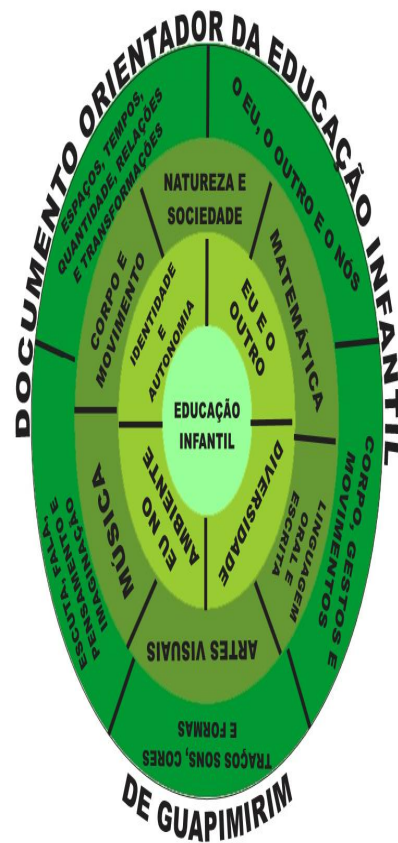 DOCUMENTO ORIENTADOR DA EDUCAÇÃO INFANTIL
DE GUAPIMIRIM
ESPAÇOS, TEMPOS,
QUANTIDADE, RELAÇÕES
E TRANSFORMAÇÕES
O EU, O OUTRO E O NÓS
CORPO, GESTOS E
MOVIMENTOS
TRAÇOS SONS, CORES
E FORMAS
ESCUTA, FALA,
PENSAMENTO E
IMAGINAÇÃO
NATUREZA E
SOCIEDADE
MATEMÁTICA
LINGUAGEM
ORAL E
ESCRITA
ARTES VISUAIS
MÚSICA
CORPO E
MOVIMENTO
IDENTIDADE
E
AUTONOMIA
EU E O
OUTRO
DIVERSIDADE
EU NO
AMBIENTE
EDUCAÇÃO
INFANTIL